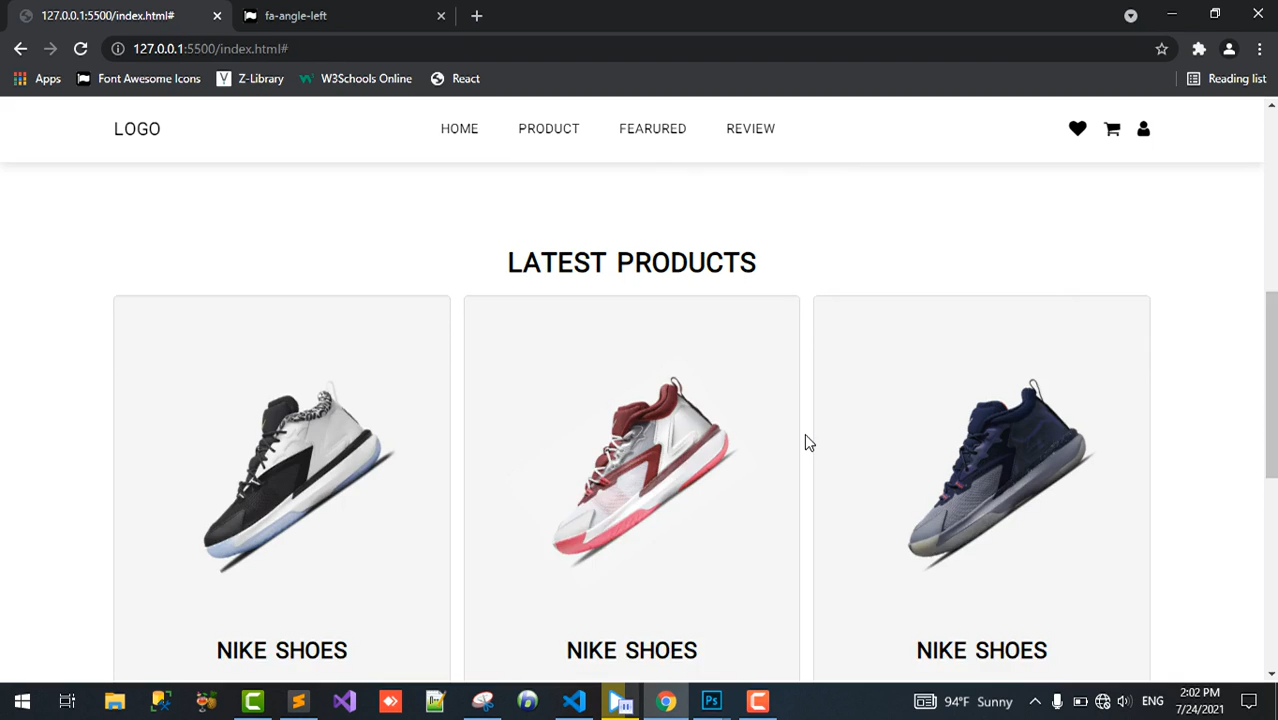 127.0.0.1:5500/index.html#
fa-angle-left
127.0.0.1:5500/index.html#
Apps
Font Awesome Icons
Z-Library
W3Schools Online
React
Reading list
LOGO
HOME
PRODUCT
FEARURED
REVIEW
LATEST PRODUCTS
NIKE SHOES
NIKE SHOES
NIKE SHOES
94°F Sunny
ENG
2:02 PM
7/24/2021